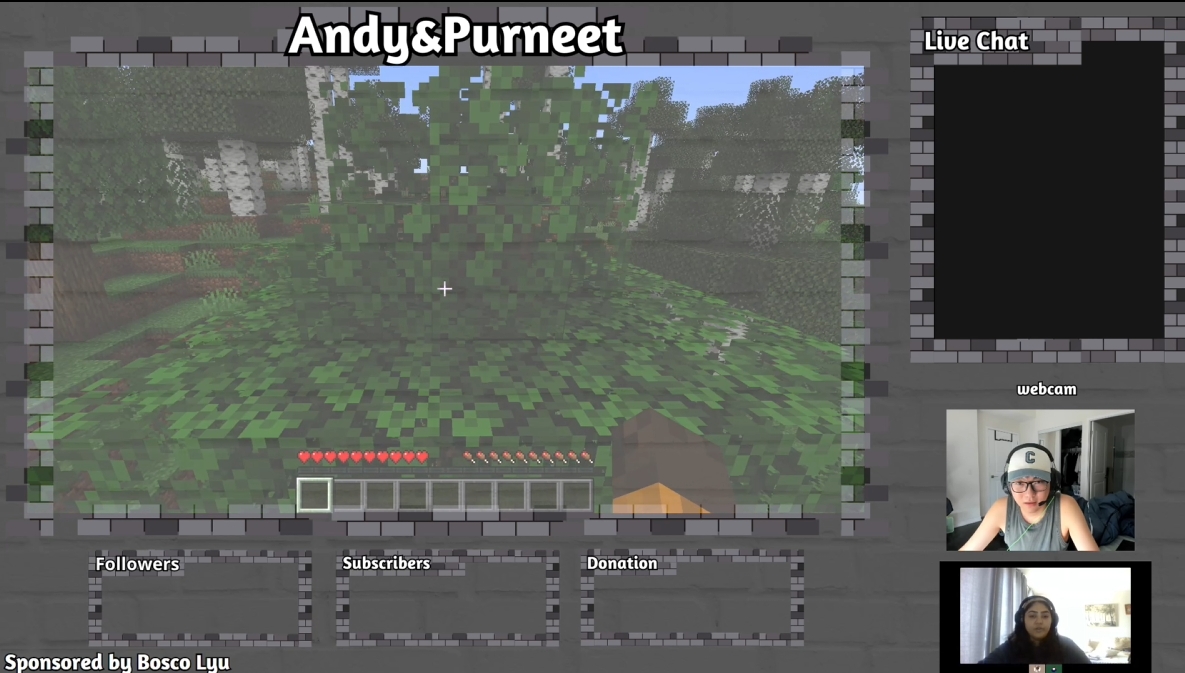 Andy&Purneet
Live Chat
webcam
Followers
Subscribers
Donation
Sponsored by Bosco Lyu
C